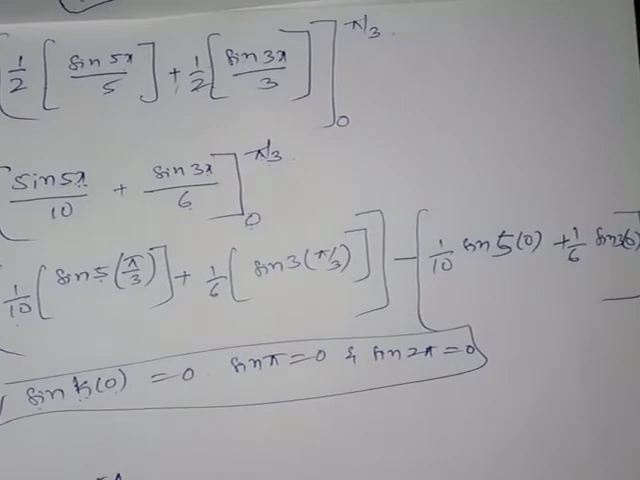 [1/2 [sin 5x/5] + 1/2 [sin 3x/3]]₀^π/3
[sin 5x/10 + sin 3x/6]₀^π/3
[1/10 [sin 5(π/3)] + 1/6 [sin 3(π/3)]] - [1/10 sin 5(0) + 1/6 sin 3(0)]
sin 5(0) = 0 sin π = 0 & sin 2π = 0